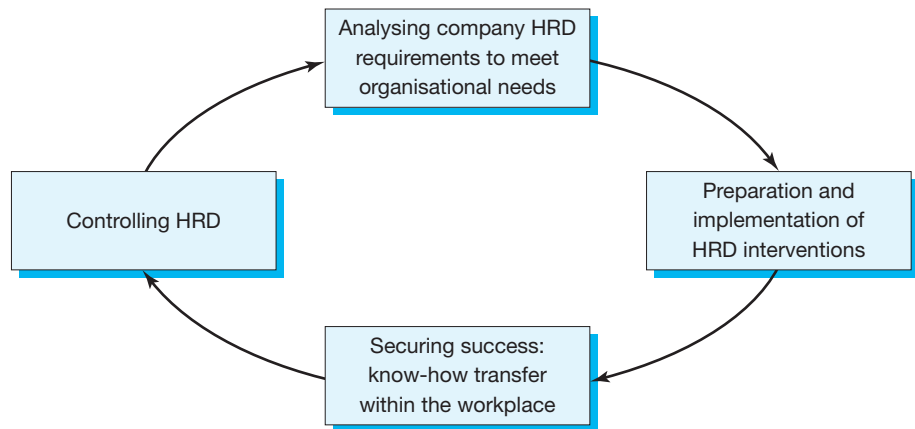 Analysing company HRD
requirements to meet
organisational needs
Controlling HRD
Preparation and
implementation of
HRD interventions
Securing success:
know-how transfer
within the workplace